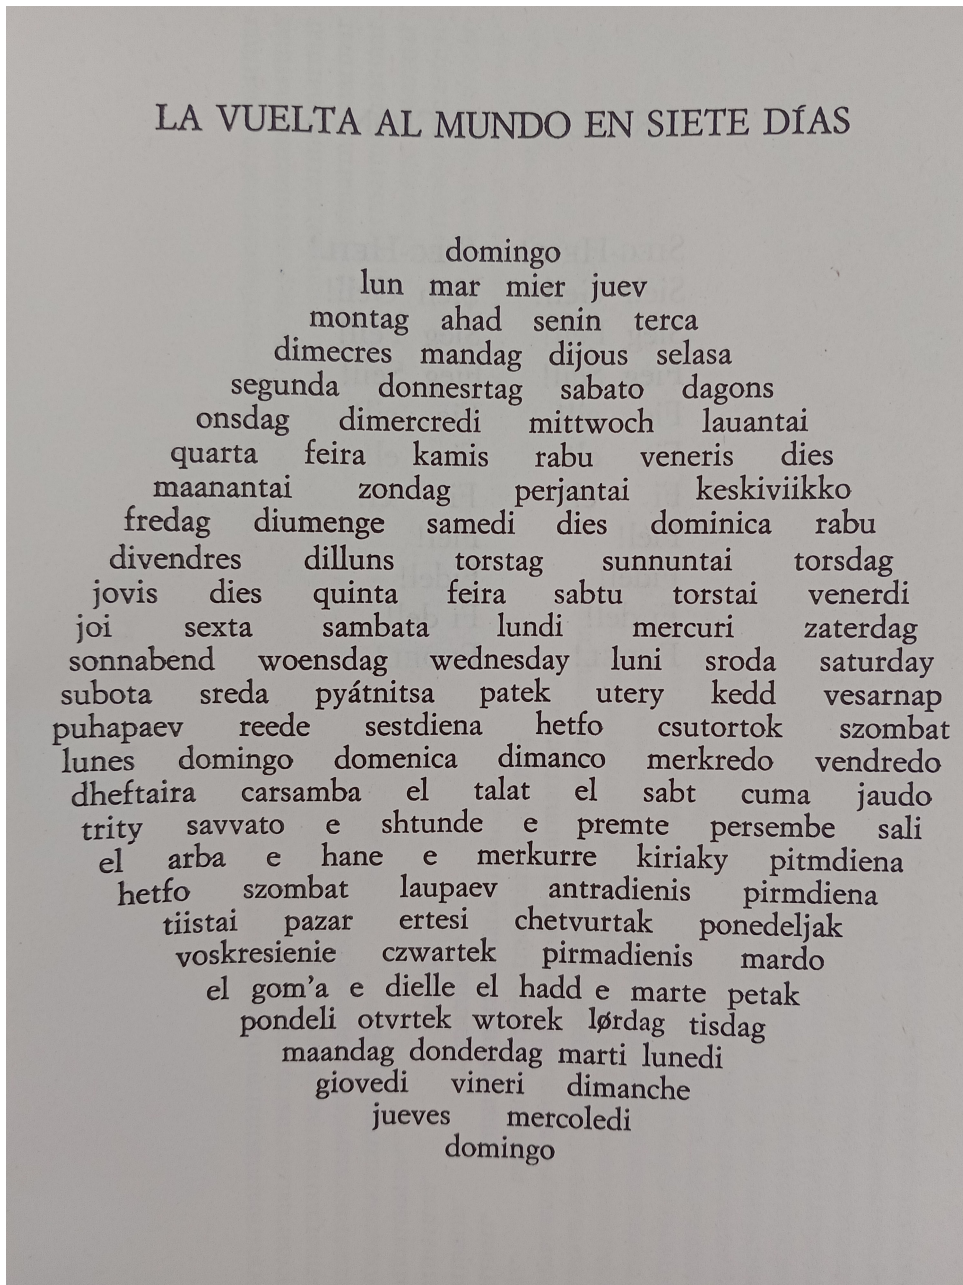 LA VUELTA AL MUNDO EN SIETE DÍAS
domingo
lun mar mier juev
montag ahad senin terca
dimecres mandag dijous selasa
segunda donnesrtag sabato dagons
onsdag dimercredi mittwoch lauantai
quarta feira kamis rabu veneris dies
maanantai zondag perjantai keskiviikko
fredag diumenge samedi dies dominica rabu
divendres dilluns torstag sunnuntai torsdag
jovis dies quinta feira sabtu torstai venerdi
joi sexta sambata lundi mercuri zaterdag
sonnabend woensdag wednesday luni sroda saturday
subota sreda pyátnitsa patek utery kedd vesarnap
puhapaev reede sestdiena hetfo csutortok szombat
lunes domingo domenica dimanco merkredo vendredo
dheftaira carsamba el talat el sabt cuma jaudo
trity savvato e shtunde e premte persembe sali
el arba e hane e merkurre kiriaky pitmdiena
hetfo szombat laupaev antradienis pirmdiena
tiistai pazar ertesi chetvurtak ponedeljak
voskresienie czwartek pirmadienis mardo
el gom'a e dielle el hadd e marte petak
pondeli otvrtek wtorek lørdag tisdag
maandag donderdag marti lunedi
giovedi vineri dimanche
jueves mercoledi
domingo